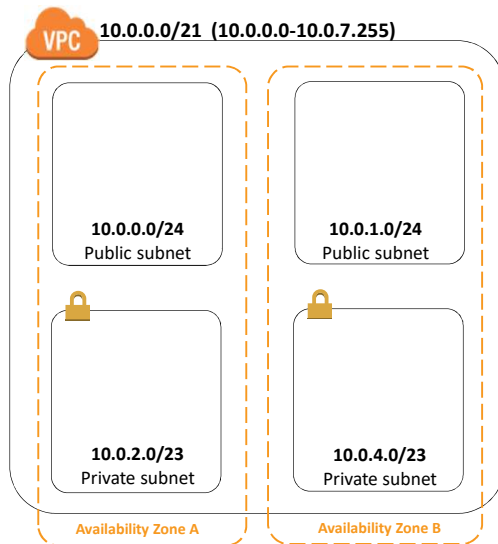 VPC
10.0.0.0/21 (10.0.0.0-10.0.7.255)
10.0.0.0/24
Public subnet
10.0.1.0/24
Public subnet
10.0.2.0/23
Private subnet
10.0.4.0/23
Private subnet
Availability Zone A
Availability Zone B